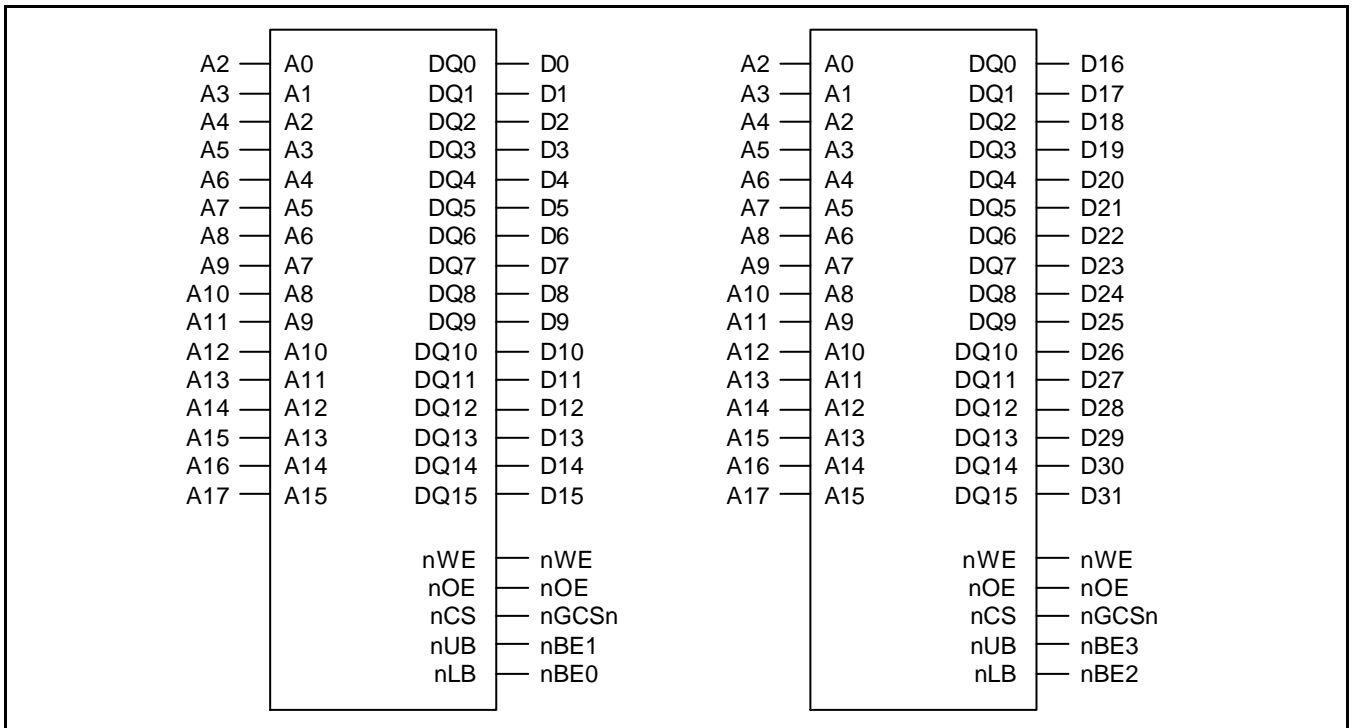 A2 A0 DQ0 D0 A2 A0 DQ0 D16
A3 A1 DQ1 D1 A3 A1 DQ1 D17
A4 A2 DQ2 D2 A4 A2 DQ2 D18
A5 A3 DQ3 D3 A5 A3 DQ3 D19
A6 A4 DQ4 D4 A6 A4 DQ4 D20
A7 A5 DQ5 D5 A7 A5 DQ5 D21
A8 A6 DQ6 D6 A8 A6 DQ6 D22
A9 A7 DQ7 D7 A9 A7 DQ7 D23
A10 A8 DQ8 D8 A10 A8 DQ8 D24
A11 A9 DQ9 D9 A11 A9 DQ9 D25
A12 A10 DQ10 D10 A12 A10 DQ10 D26
A13 A11 DQ11 D11 A13 A11 DQ11 D27
A14 A12 DQ12 D12 A14 A12 DQ12 D28
A15 A13 DQ13 D13 A15 A13 DQ13 D29
A16 A14 DQ14 D14 A16 A14 DQ14 D30
A17 A15 DQ15 D15 A17 A15 DQ15 D31
nWE nWE nWE nWE
nOE nOE nOE nOE
nCS nGCSn nCS nGCSn
nUB nBE1 nUB nBE3
nLB nBE0 nLB nBE2